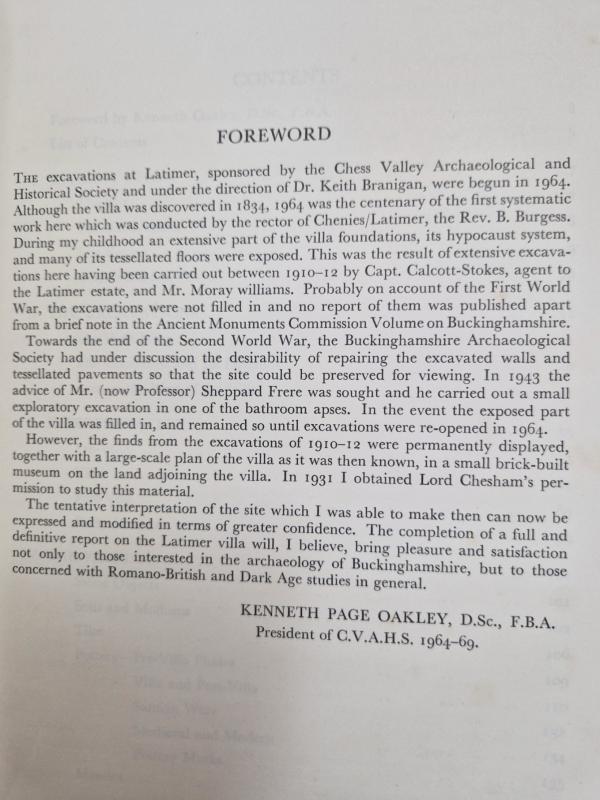 FOREWORD
THE excavations at Latimer, sponsored by the Chess Valley Archaeological and
Historical Society and under the direction of Dr. Keith Branigan, were begun in 1964.
Although the villa was discovered in 1834, 1964 was the centenary of the first systematic
work here which was conducted by the rector of Chenies/Latimer, the Rev. B. Burgess.
During my childhood an extensive part of the villa foundations, its hypocaust system,
and many of its tessellated floors were exposed. This was the result of extensive excava-
tions here having been carried out between 1910–12 by Capt. Calcott-Stokes, agent to
the Latimer estate, and Mr. Moray williams. Probably on account of the First World
War, the excavations were not filled in and no report of them was published apart
from a brief note in the Ancient Monuments Commission Volume on Buckinghamshire.
Towards the end of the Second World War, the Buckinghamshire Archaeological
Society had under discussion the desirability of repairing the excavated walls and
tessellated pavements so that the site could be preserved for viewing. In 1943 the
advice of Mr. (now Professor) Sheppard Frere was sought and he carried out a small
exploratory excavation in one of the bathroom apses. In the event the exposed part
of the villa was filled in, and remained so until excavations were re-opened in 1964.
However, the finds from the excavations of 1910–12 were permanently displayed,
together with a large-scale plan of the villa as it was then known, in a small brick-built
museum on the land adjoining the villa. In 1931 I obtained Lord Chesham's per-
mission to study this material.
The tentative interpretation of the site which I was able to make then can now be
expressed and modified in terms of greater confidence. The completion of a full and
definitive report on the Latimer villa will, I believe, bring pleasure and satisfaction
not only to those interested in the archaeology of Buckinghamshire, but to those
concerned with Romano-British and Dark Age studies in general.
KENNETH PAGE OAKLEY, D.Sc., F.B.A.
President of C.V.A.H.S. 1964–69.